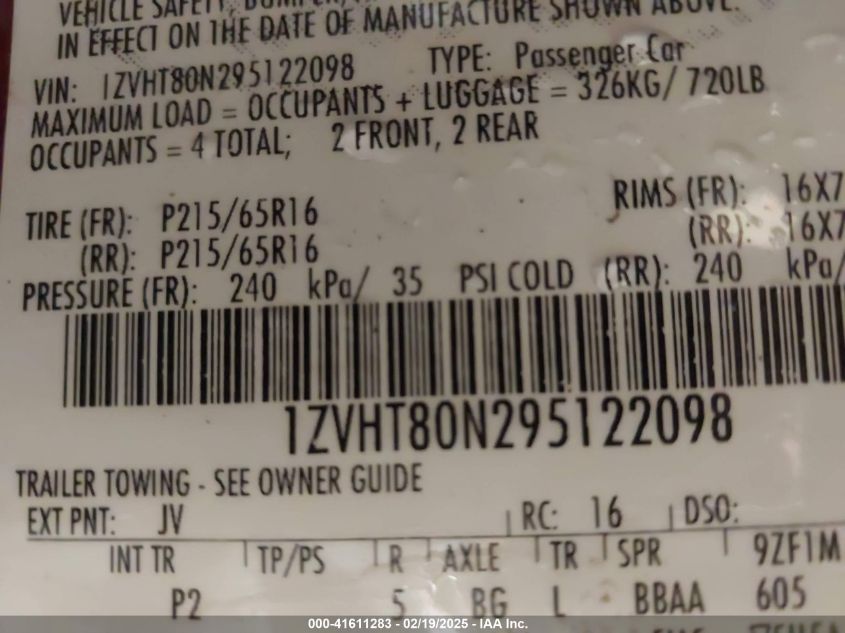 VEHICLE SAFETY, BUMPER,
IN EFFECT ON THE DATE OF MANUFACTURE SHOWN ABOVE.
VIN: 1ZVHT80N295122098 TYPE: Passenger Car
MAXIMUM LOAD = OCCUPANTS + LUGGAGE = 326KG/ 720LB
OCCUPANTS = 4 TOTAL; 2 FRONT, 2 REAR
TIRE (FR): P215/65R16 RIMS (FR): 16X7
(RR): P215/65R16 (RR): 16X7
PRESSURE (FR): 240 kPa/ 35 PSI COLD (RR): 240 kPa/
1ZVHT80N295122098
TRAILER TOWING - SEE OWNER GUIDE
EXT PNT: JV RC: 16 DSO:
INT TR TP/PS R AXLE TR SPR 9ZF1M
P2 5 BG L BBAA 605
000-41611283 - 02/19/2025 - IAA Inc.